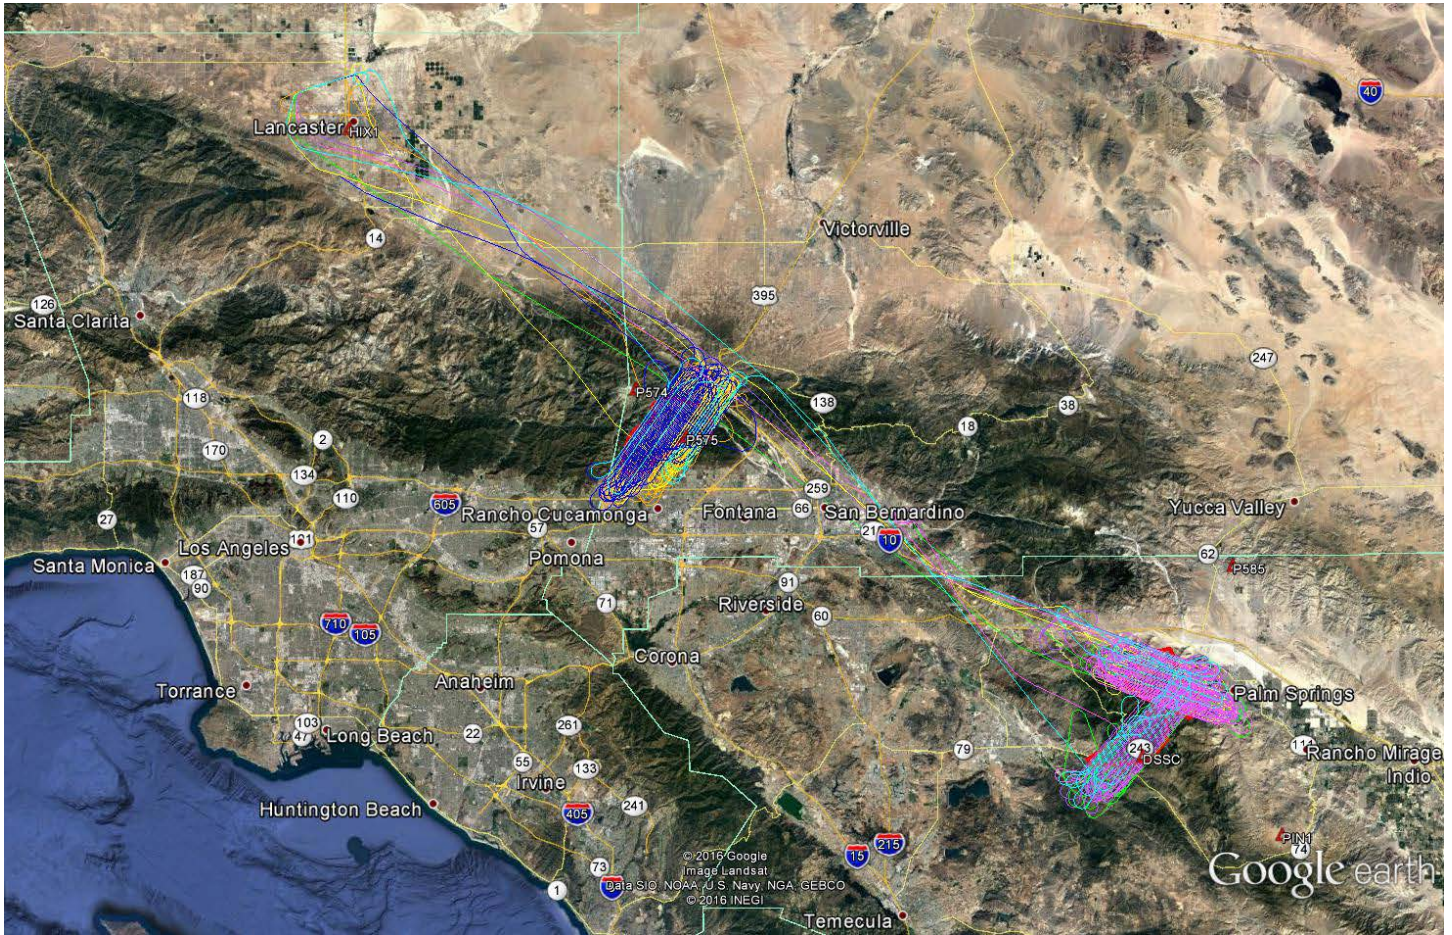 40
Lancaster
HIX1
14
Victorville
126
Santa Clarita
395
247
118
P574
138
38
2
P575
18
170
134
110
259
605
Rancho Cucamonga
Fontana
66
San Bernardino
Yucca Valley
27
57
10
Los Angeles
Pomona
62
Santa Monica
187
90
91
P585
71
Riverside
60
710
105
Corona
Torrance
Anaheim
Palm Springs
103
47
Long Beach
22
261
79
243
DSSC
Rancho Mirage
55
133
Indio
Irvine
Huntington Beach
405
241
PIN1
74
15
215
73
© 2016 Google
Image Landsat
Data SIO, NOAA, U.S. Navy, NGA, GEBCO
© 2016 INEGI
Google earth
1
Temecula